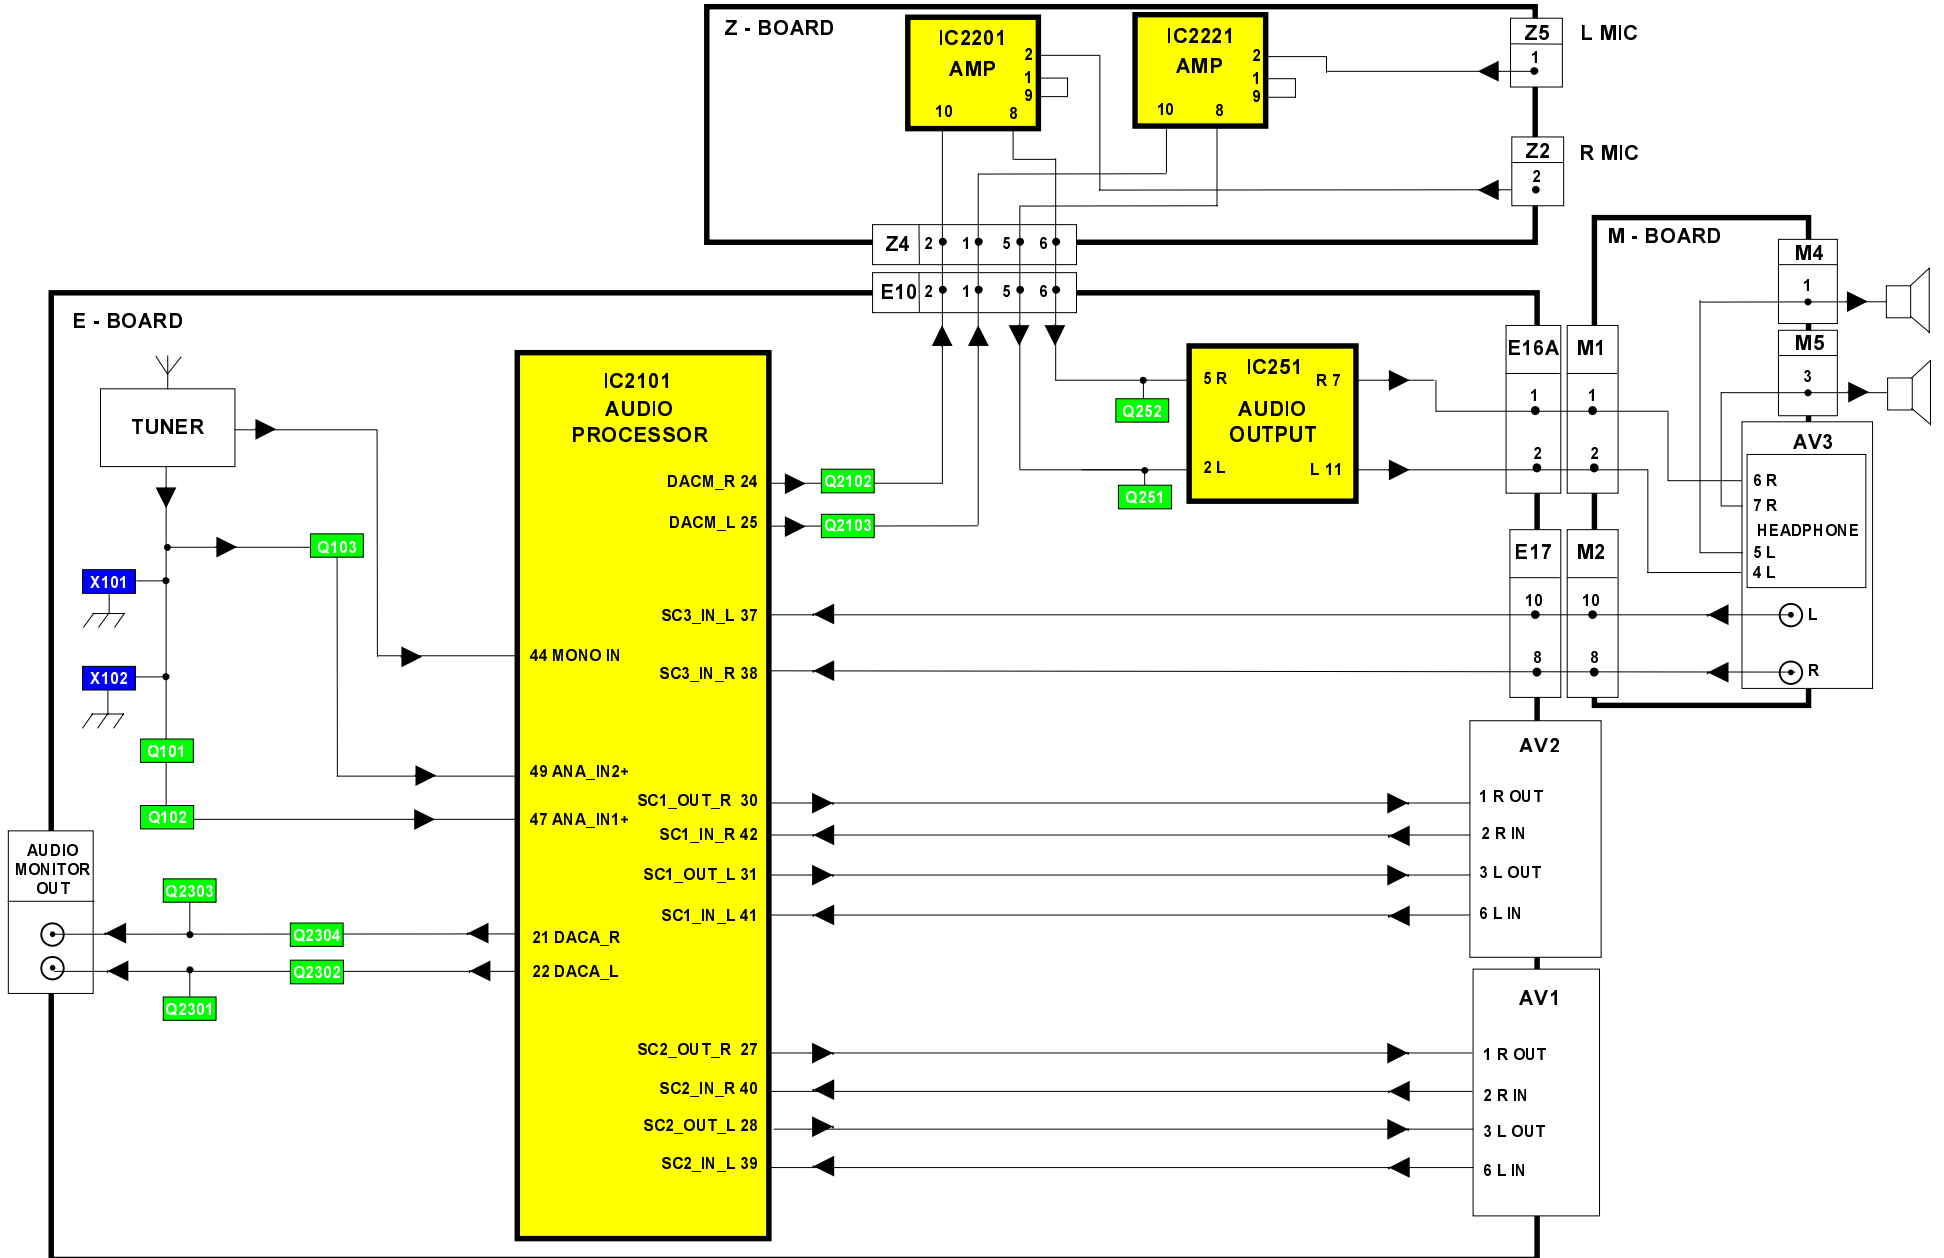 Z - BOARD
IC2201
AMP
2
1
9
10
8
IC2221
AMP
2
1
9
10
8
Z5
1
L MIC
Z2
2
R MIC
Z4 2 1 5 6
E10 2 1 5 6
M - BOARD
M4
1
M5
3
E - BOARD
TUNER
IC2101
AUDIO
PROCESSOR
DACM_R 24
DACM_L 25
SC3_IN_L 37
44 MONO IN
SC3_IN_R 38
49 ANA_IN2+
SC1_OUT_R 30
47 ANA_IN1+
SC1_IN_R 42
SC1_OUT_L 31
SC1_IN_L 41
21 DACA_R
22 DACA_L
SC2_OUT_R 27
SC2_IN_R 40
SC2_OUT_L 28
SC2_IN_L 39
Q2102
Q2103
Q103
X101
X102
Q101
Q102
AUDIO
MONITOR
OUT
Q2303
Q2304
Q2302
Q2301
Q252
Q251
IC251
5 R
R 7
AUDIO
OUTPUT
2 L
L 11
E16A
1
2
M1
1
2
E17
10
8
M2
10
8
AV3
6 R
7 R
HEADPHONE
5 L
4 L
L
R
AV2
1 R OUT
2 R IN
3 L OUT
6 L IN
AV1
1 R OUT
2 R IN
3 L OUT
6 L IN